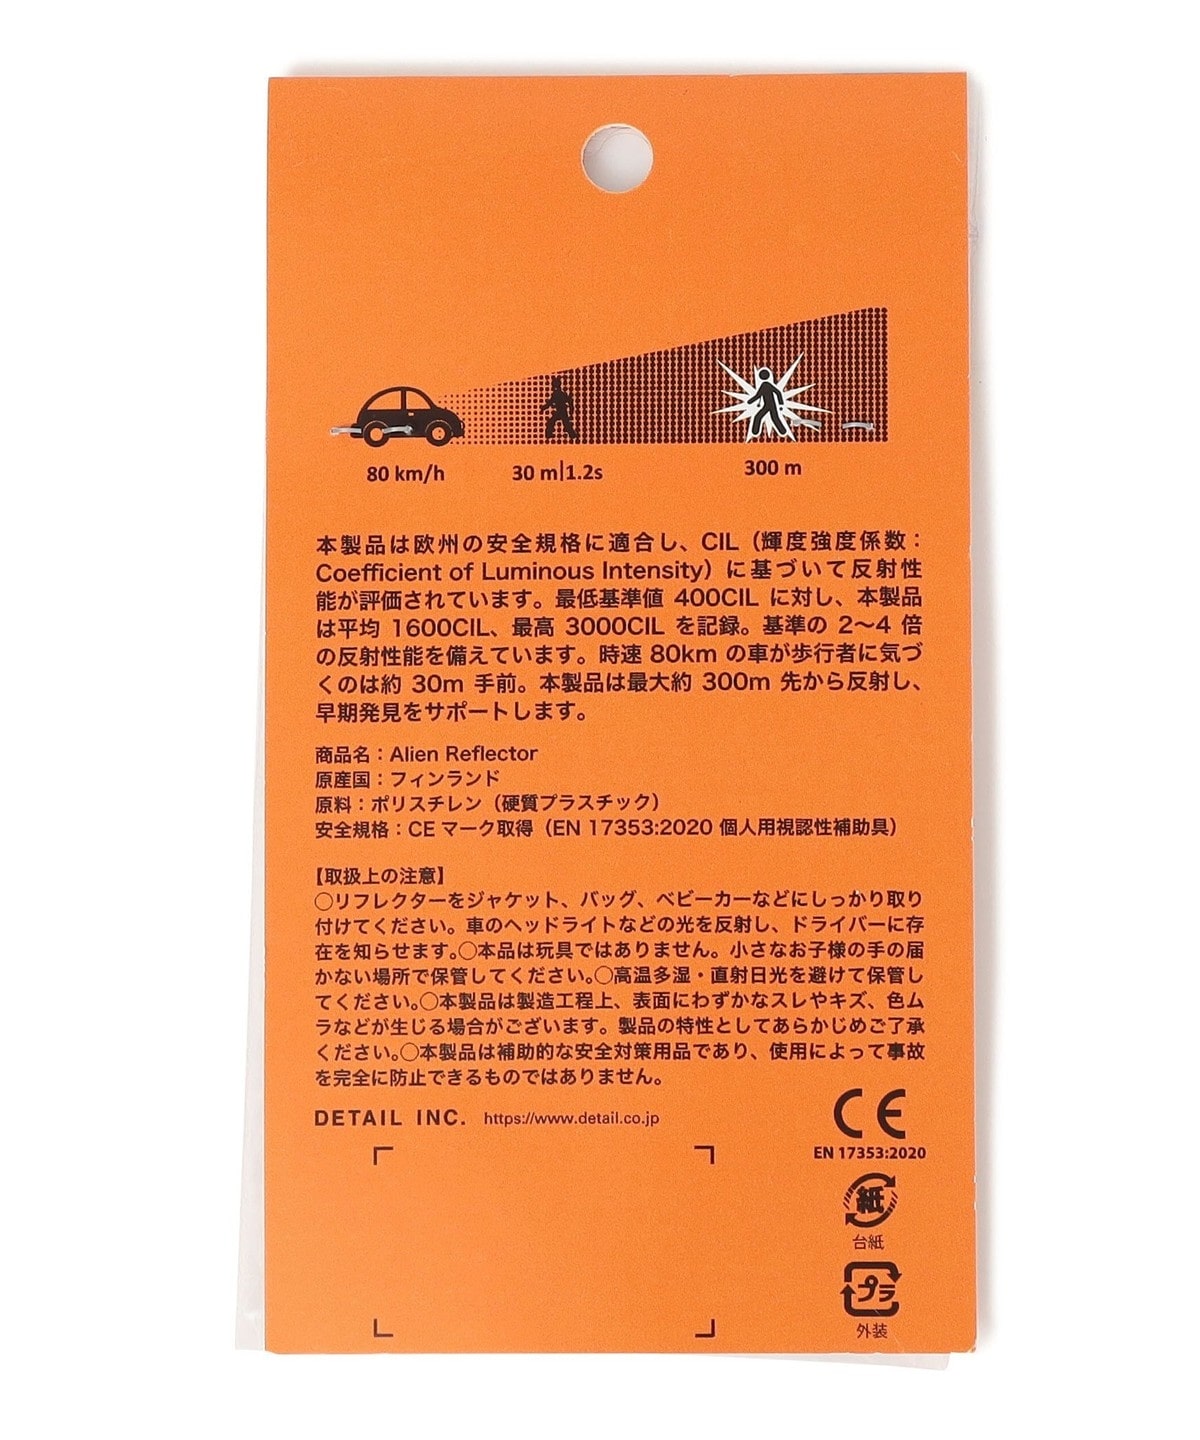 80 km/h
30 m|1.2s
300 m
本製品は欧州の安全規格に適合し、CIL（輝度強度係数：
Coefficient of Luminous Intensity）に基づいて反射性
能が評価されています。最低基準値 400CIL に対し、本製品
は平均 1600CIL、最高 3000CIL を記録。基準の 2〜4 倍
の反射性能を備えています。時速 80km の車が歩行者に気づ
くのは約 30m 手前。本製品は最大約 300m 先から反射し、
早期発見をサポートします。
商品名：Alien Reflector
原産国：フィンランド
原料：ポリスチレン（硬質プラスチック）
安全規格：CE マーク取得（EN 17353:2020 個人用視認性補助具）
【取扱上の注意】
○リフレクターをジャケット、バッグ、ベビーカーなどにしっかり取り
付けてください。車のヘッドライトなどの光を反射し、ドライバーに存
在を知らせます。○本品は玩具ではありません。小さなお子様の手の届
かない場所で保管してください。○高温多湿・直射日光を避けて保管し
てください。○本製品は製造工程上、表面にわずかなスレやキズ、色ム
ラなどが生じる場合がございます。製品の特性としてあらかじめご了承
ください。○本製品は補助的な安全対策用品であり、使用によって事故
を完全に防止できるものではありません。
DETAIL INC. https://www.detail.co.jp
CE
EN 17353:2020
紙
台紙
プラ
外装